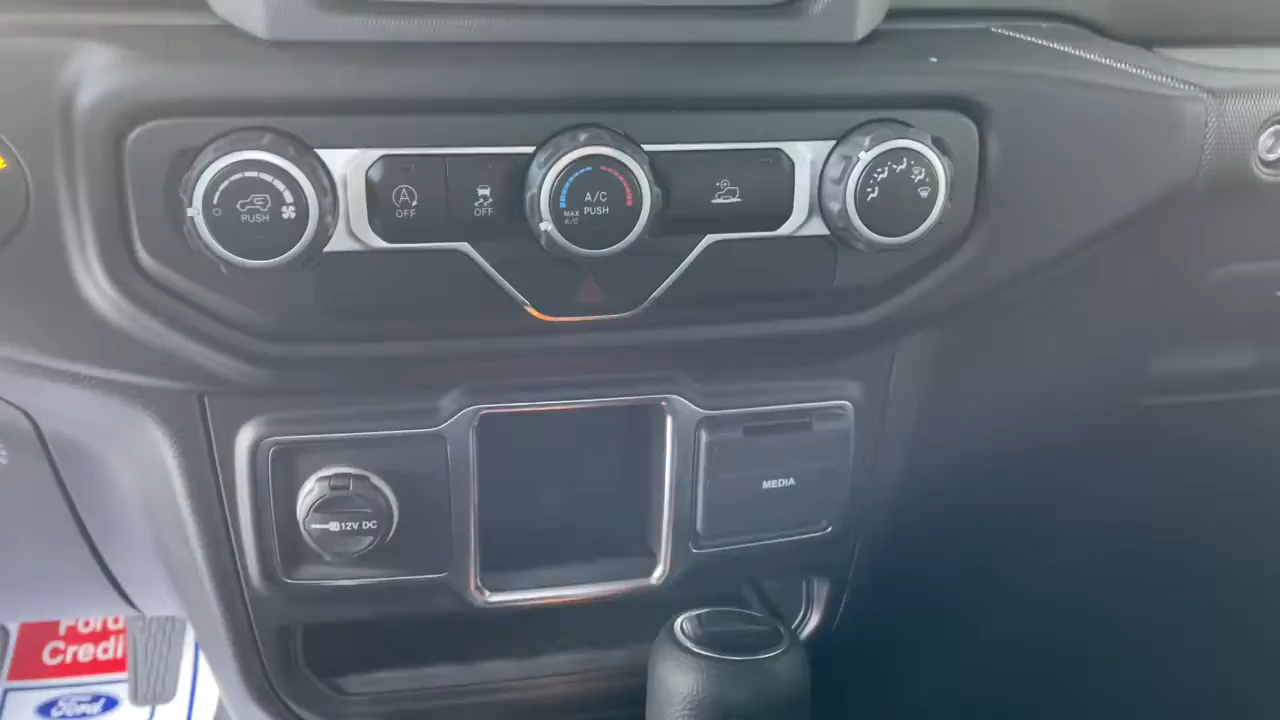 PUSH
A
OFF
OFF
A/C
PUSH
MAX
A/C
12V DC
MEDIA
Ford
Credi
Ford